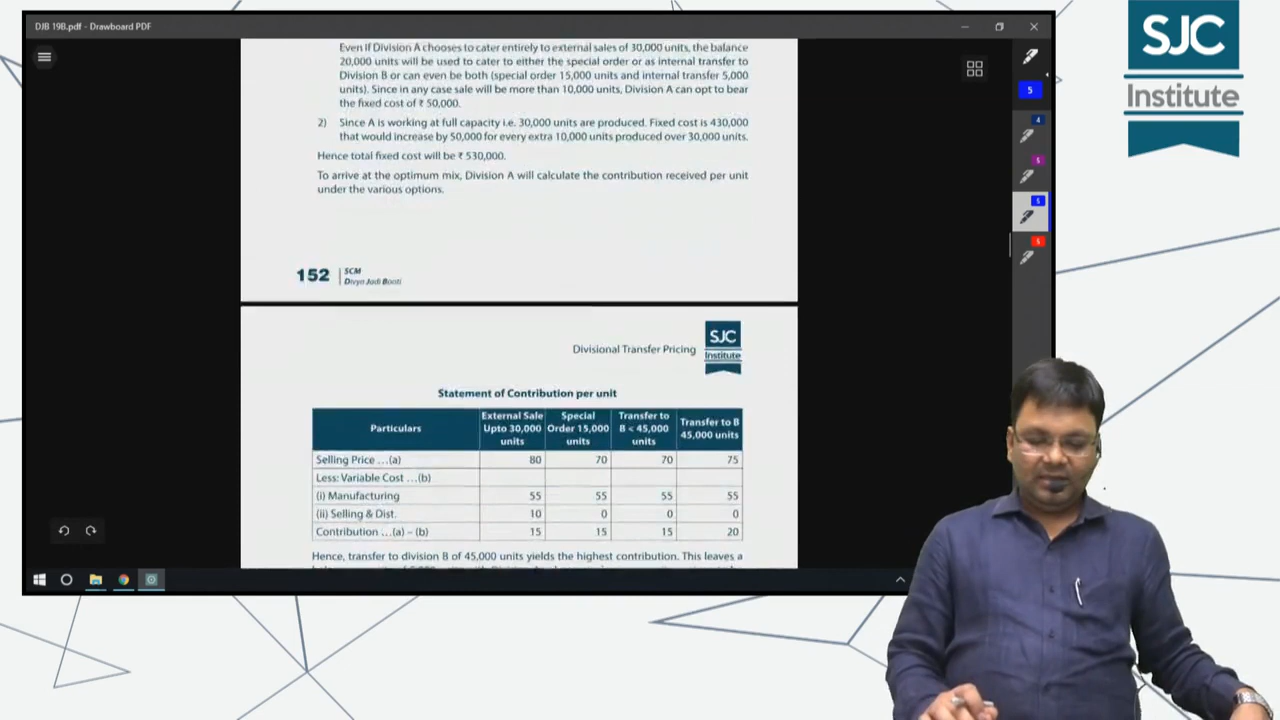 DJB 19B.pdf - Drawboard PDF
SJC
Institute
5
4
5
5
5
Even if Division A chooses to cater entirely to external sales of 30,000 units, the balance
20,000 units will be used to cater to either the special order or as internal transfer to
Division B or can even be both (special order 15,000 units and internal transfer 5,000
units). Since in any case sale will be more than 10,000 units, Division A can opt to bear
the fixed cost of ₹ 50,000.
2) Since A is working at full capacity i.e. 30,000 units are produced. Fixed cost is 430,000
that would increase by 50,000 for every extra 10,000 units produced over 30,000 units.
Hence total fixed cost will be ₹ 530,000.
To arrive at the optimum mix, Division A will calculate the contribution received per unit
under the various options.
152 SCM
Divya Jadi Booti
Divisional Transfer Pricing
SJC
Institute
Statement of Contribution per unit
Particulars External Sale Upto 30,000 units Special Order 15,000 units Transfer to B < 45,000 units Transfer to B 45,000 units
Selling Price ...(a) 80 70 70 75
Less: Variable Cost ...(b)
(i) Manufacturing 55 55 55 55
(ii) Selling & Dist. 10 0 0 0
Contribution ...(a) – (b) 15 15 15 20
Hence, transfer to division B of 45,000 units yields the highest contribution. This leaves a